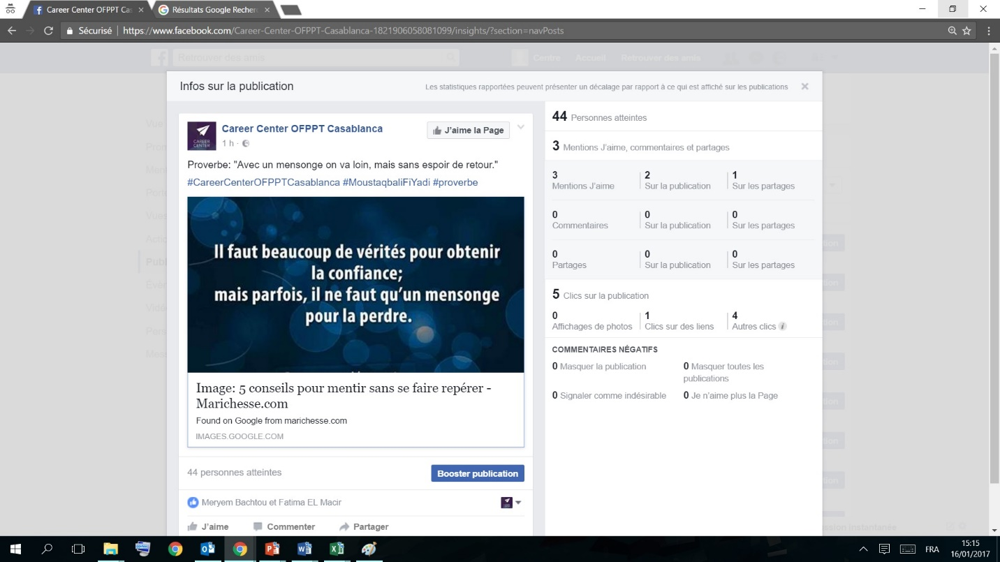 Career Center OFPPT Cas
Résultats Google Recher
Sécurisé | https://www.facebook.com/Career-Center-OFPPT-Casablanca-1821906058081099/insights/?section=navPosts
Retrouver des amis
Centre Accueil Retrouver des amis
Infos sur la publication
Les statistiques rapportées peuvent présenter un décalage par rapport à ce qui est affiché sur les publications
CAREER
CENTER
Career Center OFPPT Casablanca
1 h
J'aime la Page
Proverbe: "Avec un mensonge on va loin, mais sans espoir de retour."
#CareerCenterOFPPTCasablanca #MoustaqbaliFiYadi #proverbe
Il faut beaucoup de vérités pour obtenir
la confiance;
mais parfois, il ne faut qu'un mensonge
pour la perdre.
Image: 5 conseils pour mentir sans se faire repérer -
Marichesse.com
Found on Google from marichesse.com
IMAGES.GOOGLE.COM
44 personnes atteintes
Booster publication
Meryem Bachtou et Fatima EL Macir
J'aime Commenter Partager
44 Personnes atteintes
3 Mentions J'aime, commentaires et partages
3 2 1
Mentions J'aime Sur la publication Sur les partages
0 0 0
Commentaires Sur la publication Sur les partages
0 0 0
Partages Sur la publication Sur les partages
5 Clics sur la publication
0 1 4
Affichages de photos Clics sur des liens Autres clics
COMMENTAIRES NÉGATIFS
0 Masquer la publication 0 Masquer toutes les
publications
0 Signaler comme indésirable 0 Je n'aime plus la Page
FRA
15:15
16/01/2017